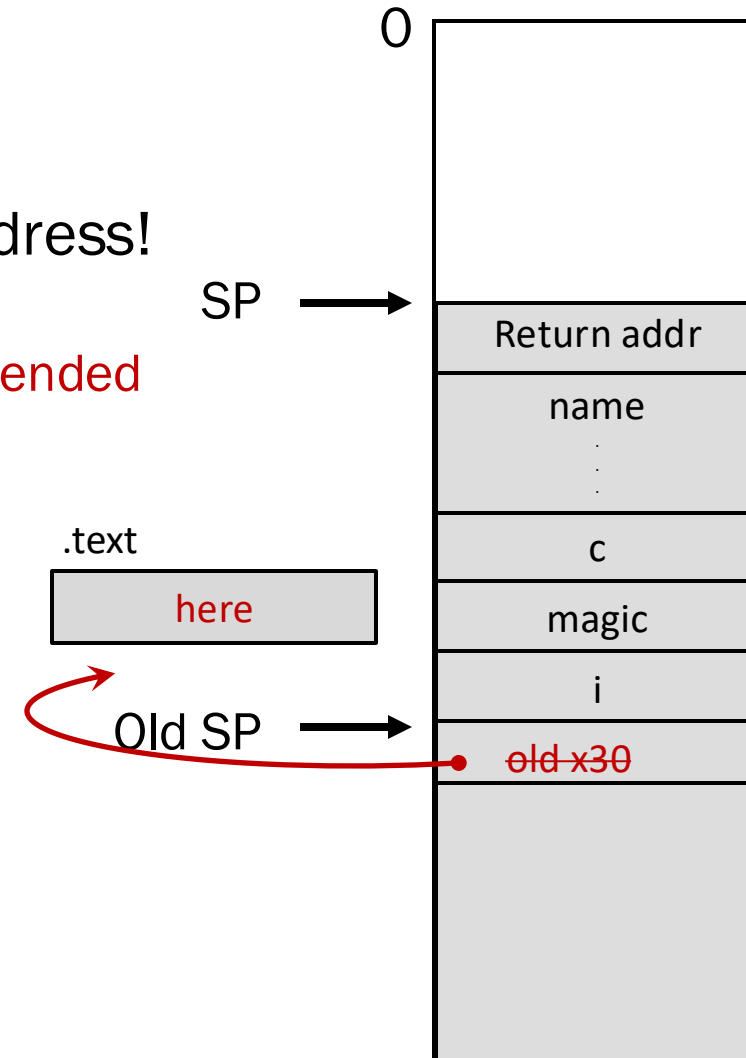 0
dress!
SP
Return addr
ended
name
.
.
.
.text
c
here
magic
i
Old SP
old x30